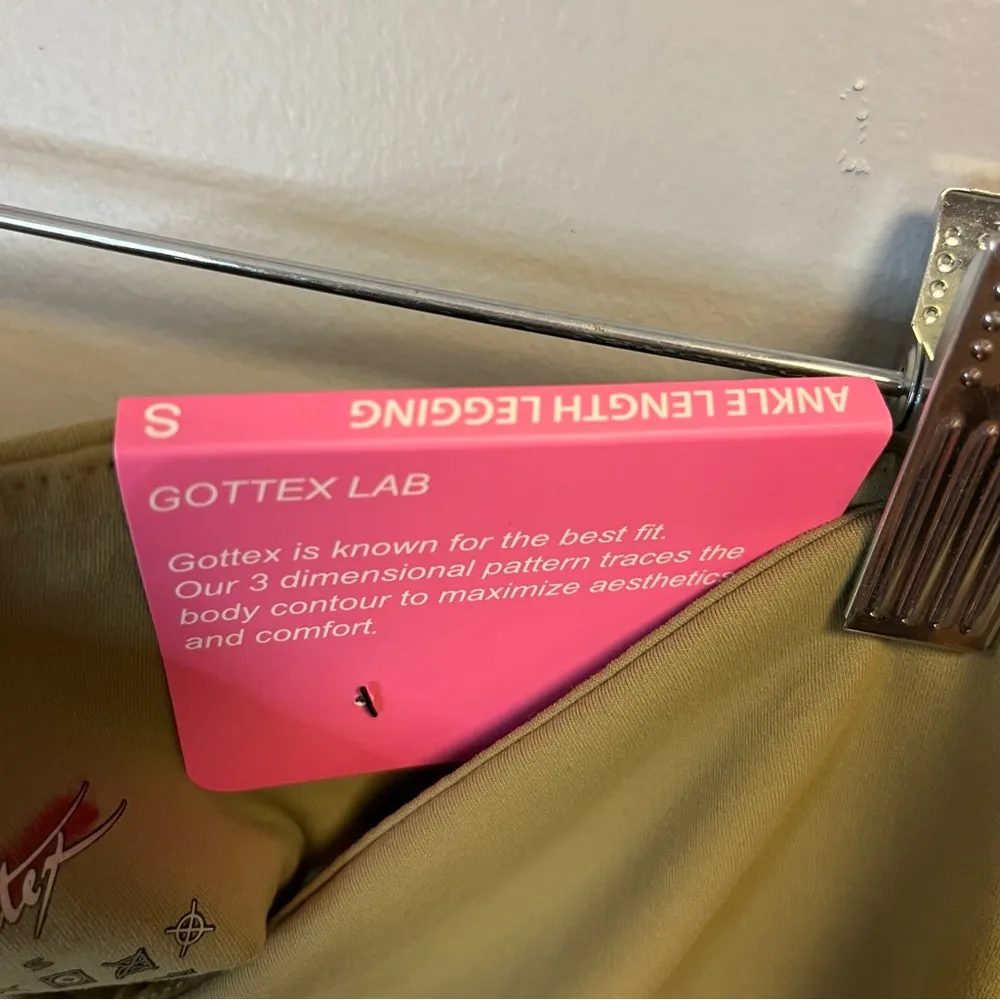 S ANKLE LENGTH LEGGING
GOTTEX LAB
Gottex is known for the best fit.
Our 3 dimensional pattern traces the
body contour to maximize aesthetics
and comfort.